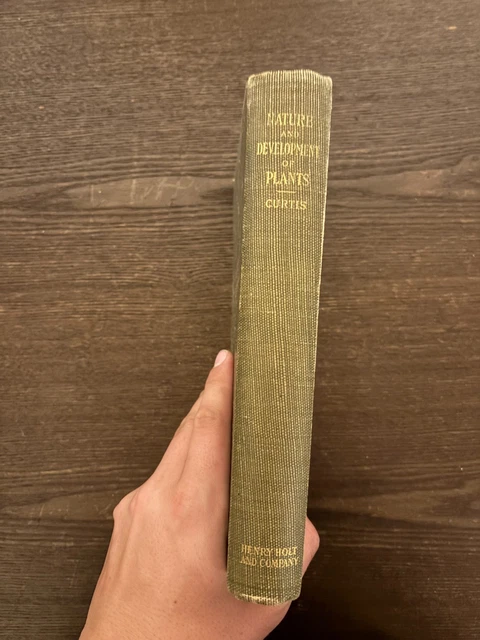 NATURE
AND
DEVELOPMENT
OF
PLANTS
CURTIS
HENRY HOLT
AND COMPANY